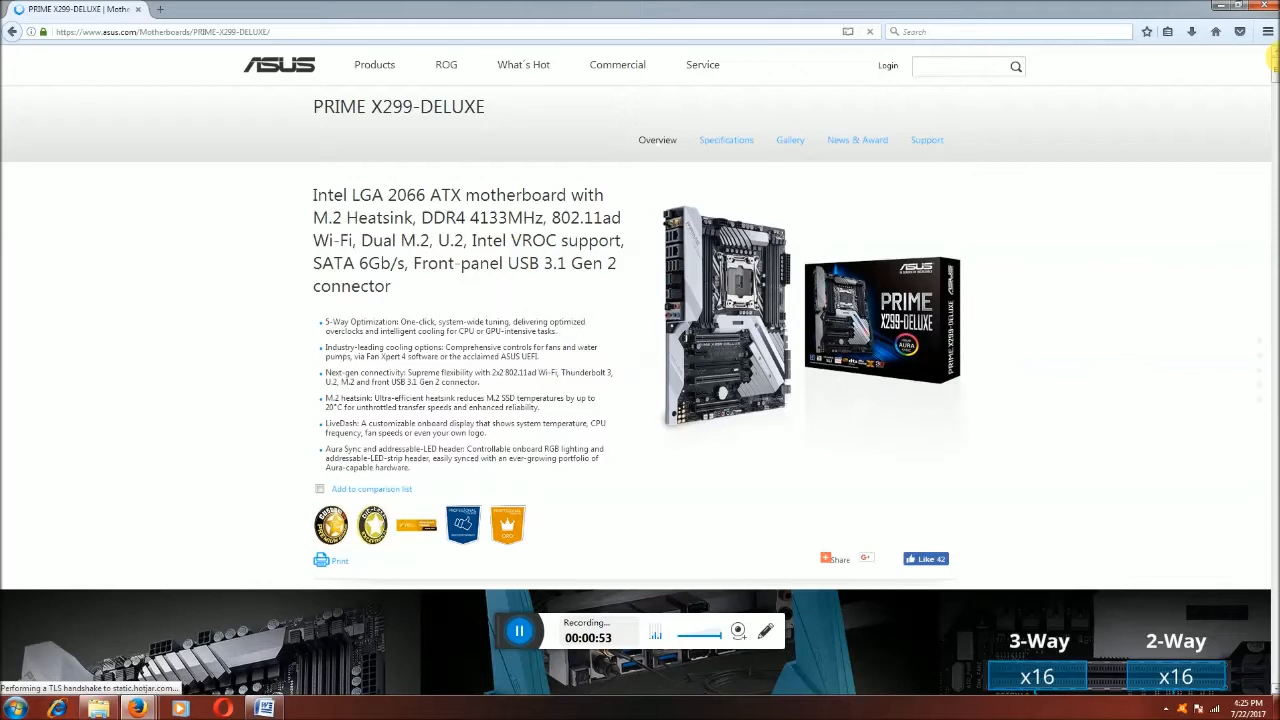 PRIME X299-DELUXE | Mothe...
https://www.asus.com/Motherboards/PRIME-X299-DELUXE/
Search
ASUS
Products
ROG
What´s Hot
Commercial
Service
Login
PRIME X299-DELUXE
Overview
Specifications
Gallery
News & Award
Support
Intel LGA 2066 ATX motherboard with
M.2 Heatsink, DDR4 4133MHz, 802.11ad
Wi-Fi, Dual M.2, U.2, Intel VROC support,
SATA 6Gb/s, Front-panel USB 3.1 Gen 2
connector
5-Way Optimization: One-click, system-wide tuning, delivering optimized
overclocks and intelligent cooling for CPU or GPU-intensive tasks.
Industry-leading cooling options: Comprehensive controls for fans and water
pumps, via Fan Xpert 4 software or the acclaimed ASUS UEFI.
Next-gen connectivity: Supreme flexibility with 2x2 802.11ad Wi-Fi, Thunderbolt 3,
U.2, M.2 and front USB 3.1 Gen 2 connector.
M.2 heatsink: Ultra-efficient heatsink reduces M.2 SSD temperatures by up to
20°C for unthrottled transfer speeds and enhanced reliability.
LiveDash: A customizable onboard display that shows system temperature, CPU
frequency, fan speeds or even your own logo.
Aura Sync and addressable-LED header: Controllable onboard RGB lighting and
addressable-LED-strip header, easily synced with an ever-growing portfolio of
Aura-capable hardware.
ASUS
PRIME
X299-DELUXE
AURA
PRIME X299-DELUXE
Add to comparison list
Print
Share
G+
Like 42
Recording...
00:00:53
3-Way
2-Way
x16
x16
Performing a TLS handshake to static.hotjar.com...
4:25 PM
7/22/2017